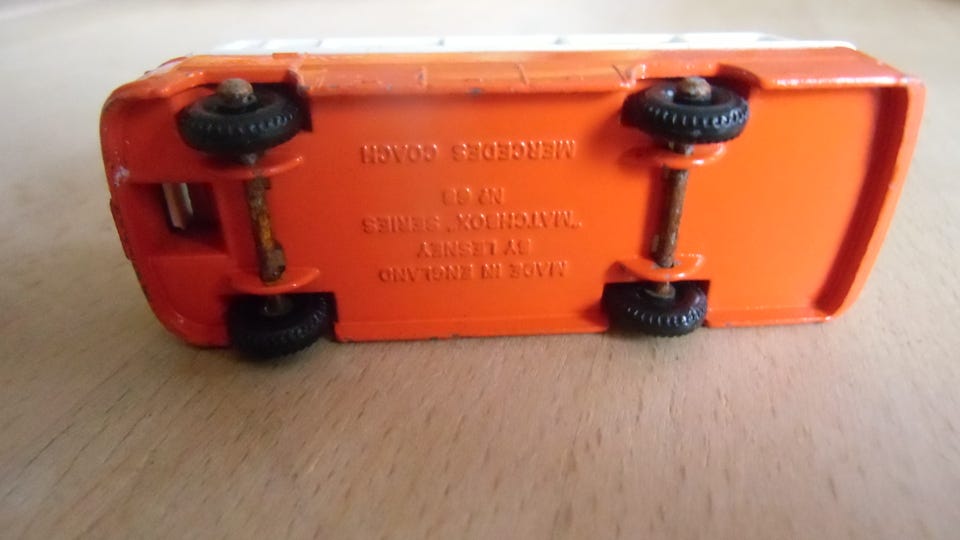 MERCEDES COACH
Nº 68
"MATCHBOX" SERIES
BY LESNEY
MADE IN ENGLAND